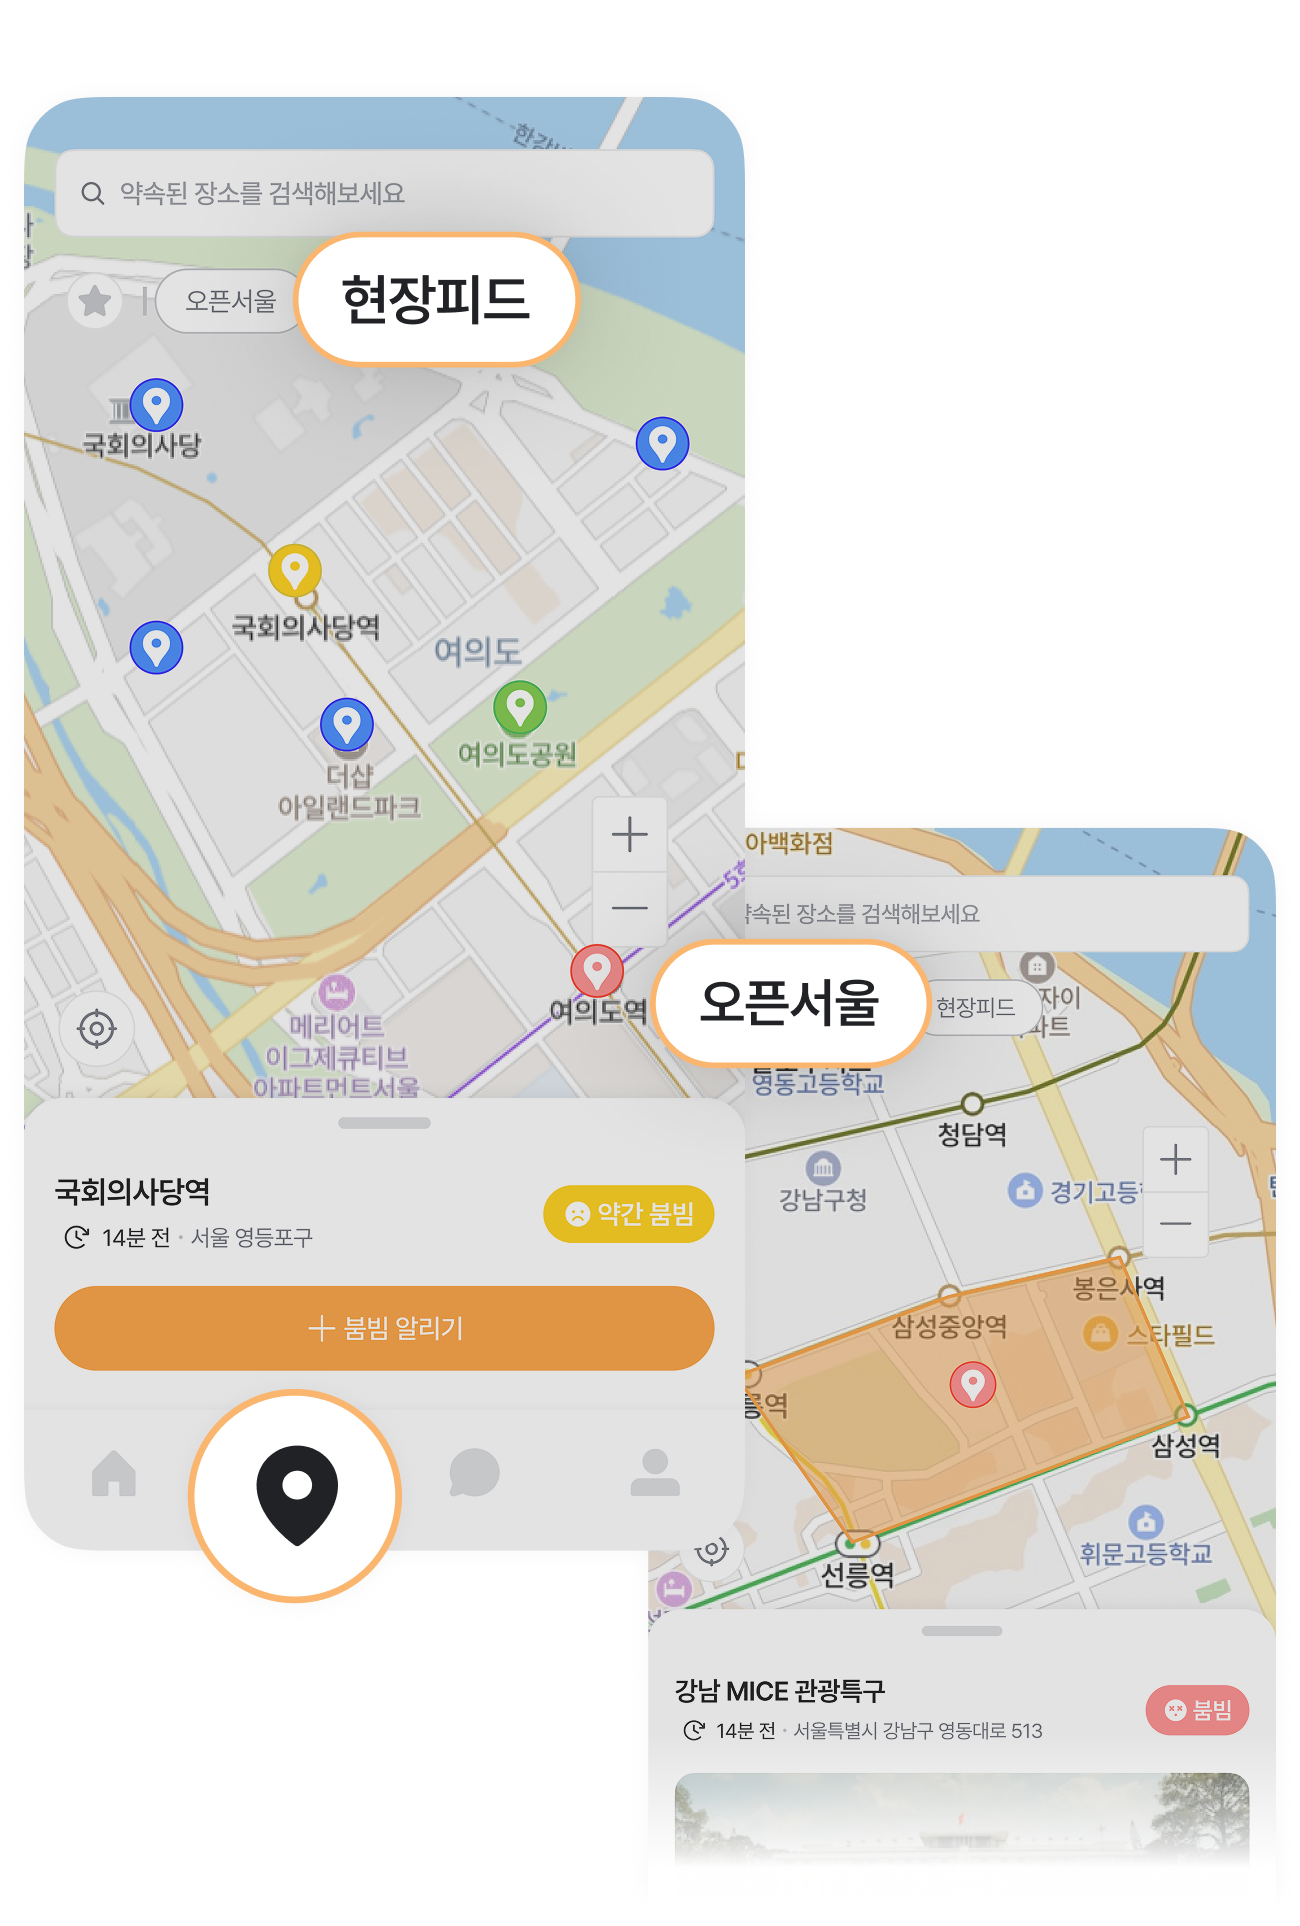 약속된 장소를 검색해보세요
오픈서울
현장피드
국회의사당
국회의사당역
여의도
여의도공원
더샵
아일랜드파크
여의도역
메리어트
이그제큐티브
아파트먼트서울
국회의사당역
14분 전 · 서울 영등포구
약간 붐빔
붐빔 알리기
아백화점
속된 장소를 검색해보세요
오픈서울
현장피드
자이
영동고등학교
청담역
강남구청
경기고등
봉은사역
삼성중앙역
스타필드
릉역
삼성역
휘문고등학교
선릉역
강남 MICE 관광특구
14분 전 · 서울특별시 강남구 영동대로 513
붐빔